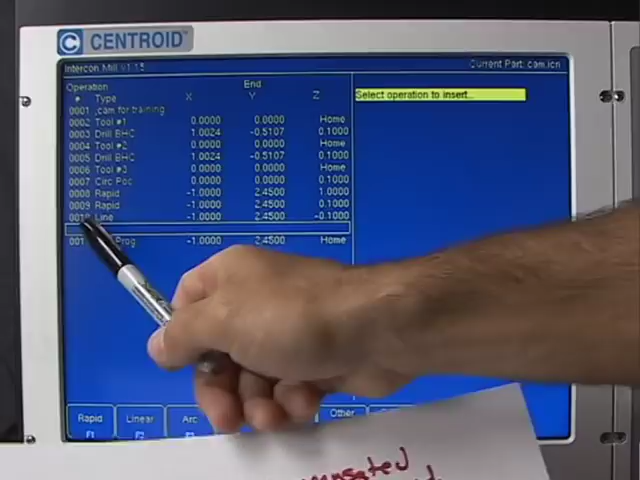 CENTROID
Intercon Mill v1.15
Current Part: cam.icn
Operation End
# Type X Y Z
0001 ;cam for training
0002 Tool #1 0.0000 0.0000 Home
0003 Drill BHC 1.0024 -0.5107 0.1000
0004 Tool #2 0.0000 0.0000 Home
0005 Drill BHC 1.0024 -0.5107 0.1000
0006 Tool #3 0.0000 0.0000 Home
0007 Circ Poc 0.0000 0.0000 0.1000
0008 Rapid -1.0000 2.4500 1.0000
0009 Rapid -1.0000 2.4500 0.1000
0010 Line -1.0000 2.4500 -0.1000
001 Prog -1.0000 2.4500 Home
Select operation to insert...
Rapid Linear Arc Other
F1 F2